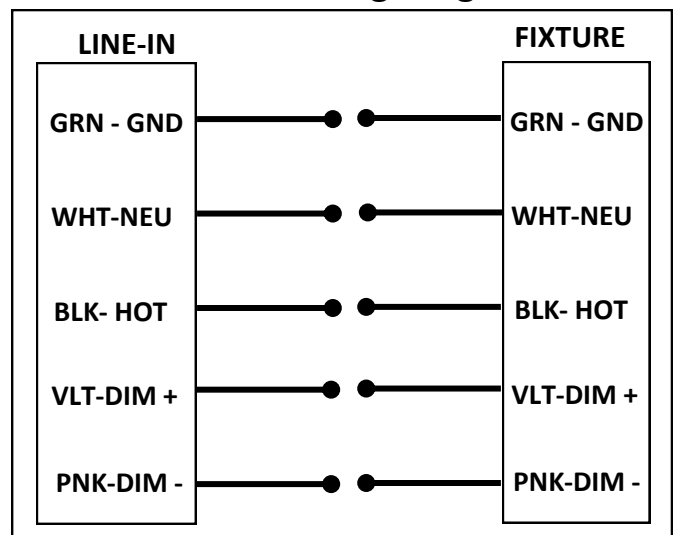 LINE-IN
FIXTURE
GRN - GND
GRN - GND
WHT-NEU
WHT-NEU
BLK- HOT
BLK- HOT
VLT-DIM +
VLT-DIM +
PNK-DIM -
PNK-DIM -